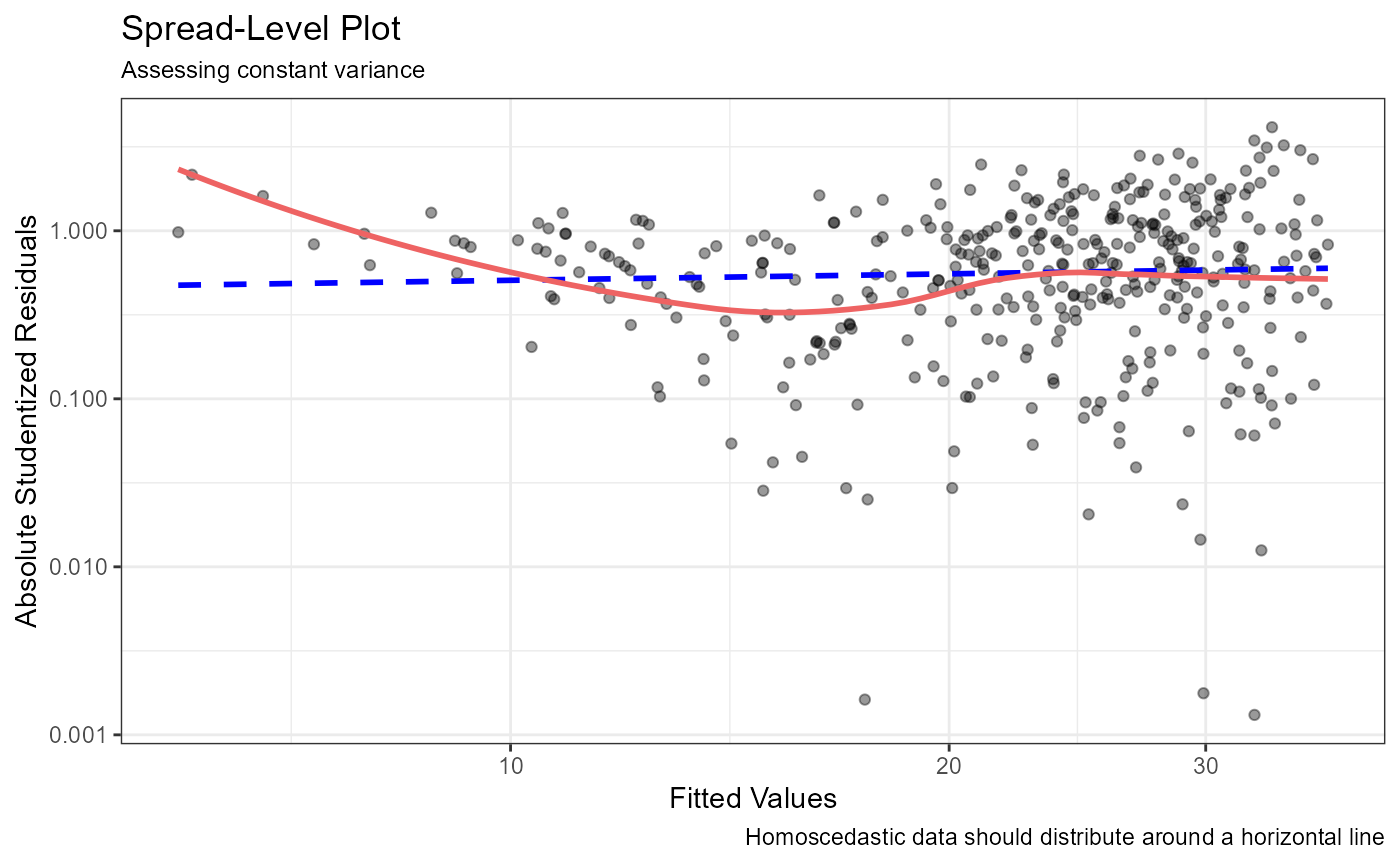 Spread-Level Plot
Assessing constant variance
Absolute Studentized Residuals
1.000
0.100
0.010
0.001
10
20
30
Fitted Values
Homoscedastic data should distribute around a horizontal line